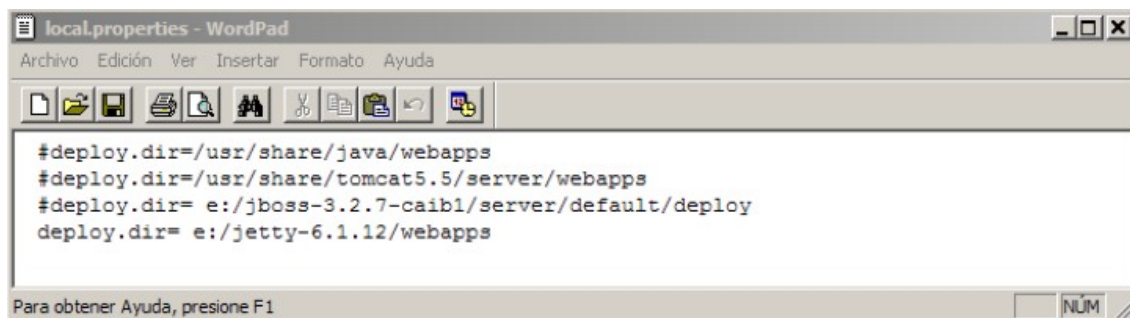 local.properties - WordPad
Archivo Edición Ver Insertar Formato Ayuda
#deploy.dir=/usr/share/java/webapps
#deploy.dir=/usr/share/tomcat5.5/server/webapps
#deploy.dir= e:/jboss-3.2.7-caib1/server/default/deploy
deploy.dir= e:/jetty-6.1.12/webapps
Para obtener Ayuda, presione F1 NÚM